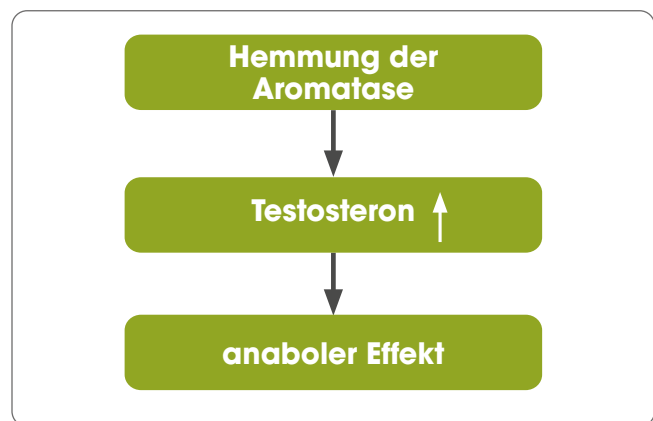 Hemmung der
Aromatase
Testosteron
anaboler Effekt